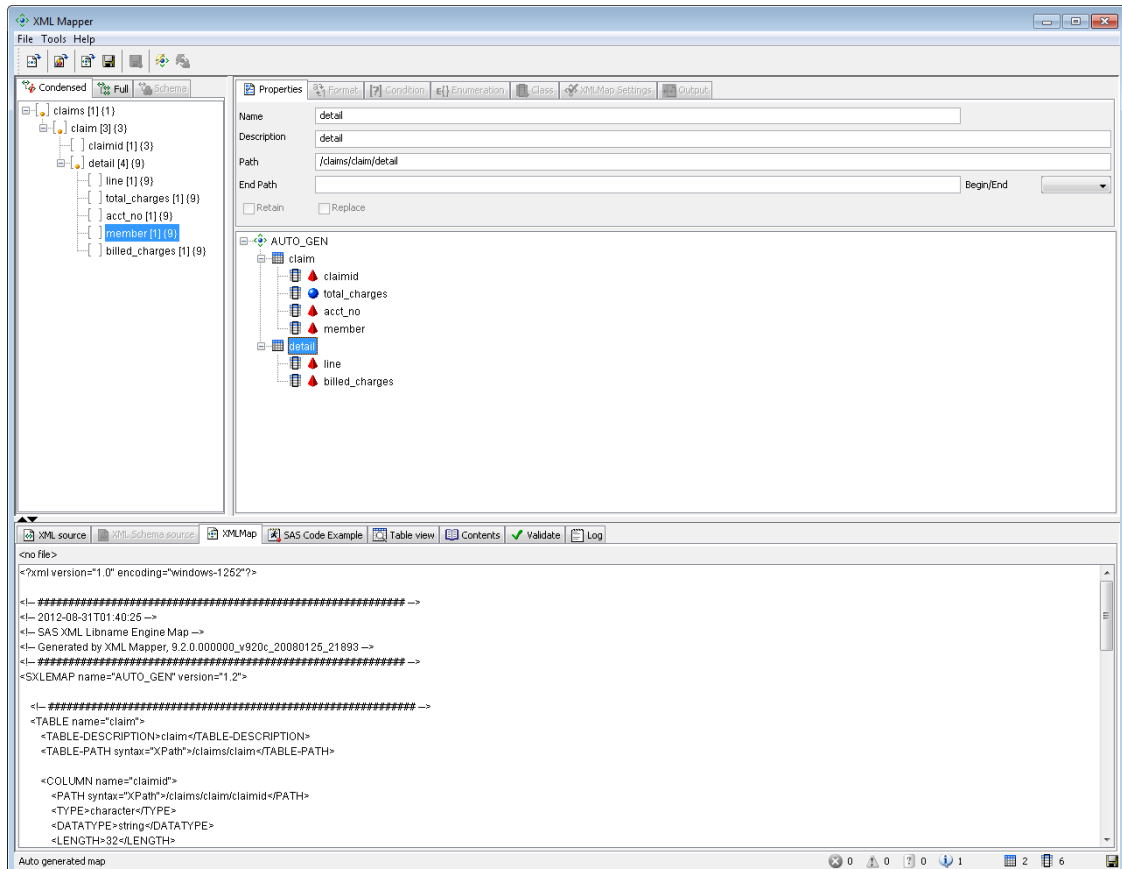 XML Mapper
File Tools Help
Condensed Full Schema
claims [1] {1}
claim [3] {3}
claimid [1] {3}
detail [4] {9}
line [1] {9}
total_charges [1] {9}
acct_no [1] {9}
member [1] {9}
billed_charges [1] {9}
Properties Format [?] Condition ε{} Enumeration Class XMLMap Settings Output
Name detail
Description detail
Path /claims/claim/detail
End Path Begin/End
Retain Replace
AUTO_GEN
claim
claimid
total_charges
acct_no
member
detail
line
billed_charges
XML source XML Schema source XMLMap SAS Code Example Table view Contents Validate Log
<no file>
<?xml version="1.0" encoding="windows-1252"?>
<!-- ############################################################ -->
<!-- 2012-08-31T01:40:25 -->
<!-- SAS XML Libname Engine Map -->
<!-- Generated by XML Mapper, 9.2.0.000000_v920c_20080125_21893 -->
<!-- ############################################################ -->
<SXLEMAP name="AUTO_GEN" version="1.2">
<!-- ############################################################ -->
<TABLE name="claim">
<TABLE-DESCRIPTION>claim</TABLE-DESCRIPTION>
<TABLE-PATH syntax="XPath">/claims/claim</TABLE-PATH>
<COLUMN name="claimid">
<PATH syntax="XPath">/claims/claim/claimid</PATH>
<TYPE>character</TYPE>
<DATATYPE>string</DATATYPE>
<LENGTH>32</LENGTH>
Auto generated map 0 0 0 1 2 6